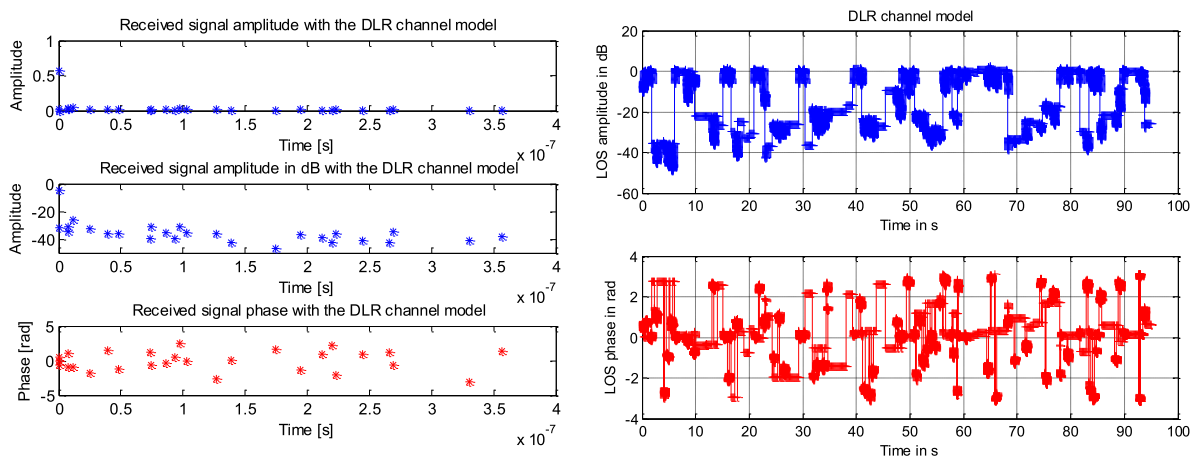 Received signal amplitude with the DLR channel model
Amplitude
1
0.5
0
0 0.5 1 1.5 2 2.5 3 3.5 4
Time [s]
x 10-7
Received signal amplitude in dB with the DLR channel model
Amplitude
0
-20
-40
0 0.5 1 1.5 2 2.5 3 3.5 4
Time [s]
x 10-7
Received signal phase with the DLR channel model
Phase [rad]
5
0
-5
0 0.5 1 1.5 2 2.5 3 3.5 4
Time [s]
x 10-7
DLR channel model
LOS amplitude in dB
20
0
-20
-40
-60
0 10 20 30 40 50 60 70 80 90 100
Time in s
LOS phase in rad
4
2
0
-2
-4
0 10 20 30 40 50 60 70 80 90 100
Time in s